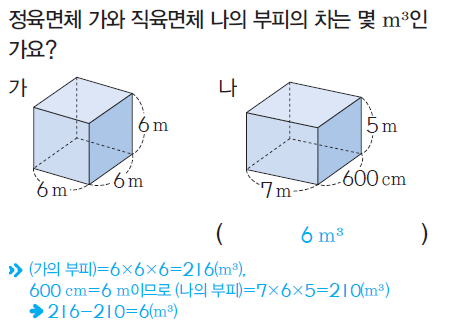 정육면체 가와 직육면체 나의 부피의 차는 몇 m³인
가요?
가 나
6 m 5 m
6 m 6 m 7 m 600 cm
( 6 m³ )
(가의 부피)=6×6×6=216(m³),
600 cm=6 m이므로 (나의 부피)=7×6×5=210(m³)
➔ 216-210=6(m³)